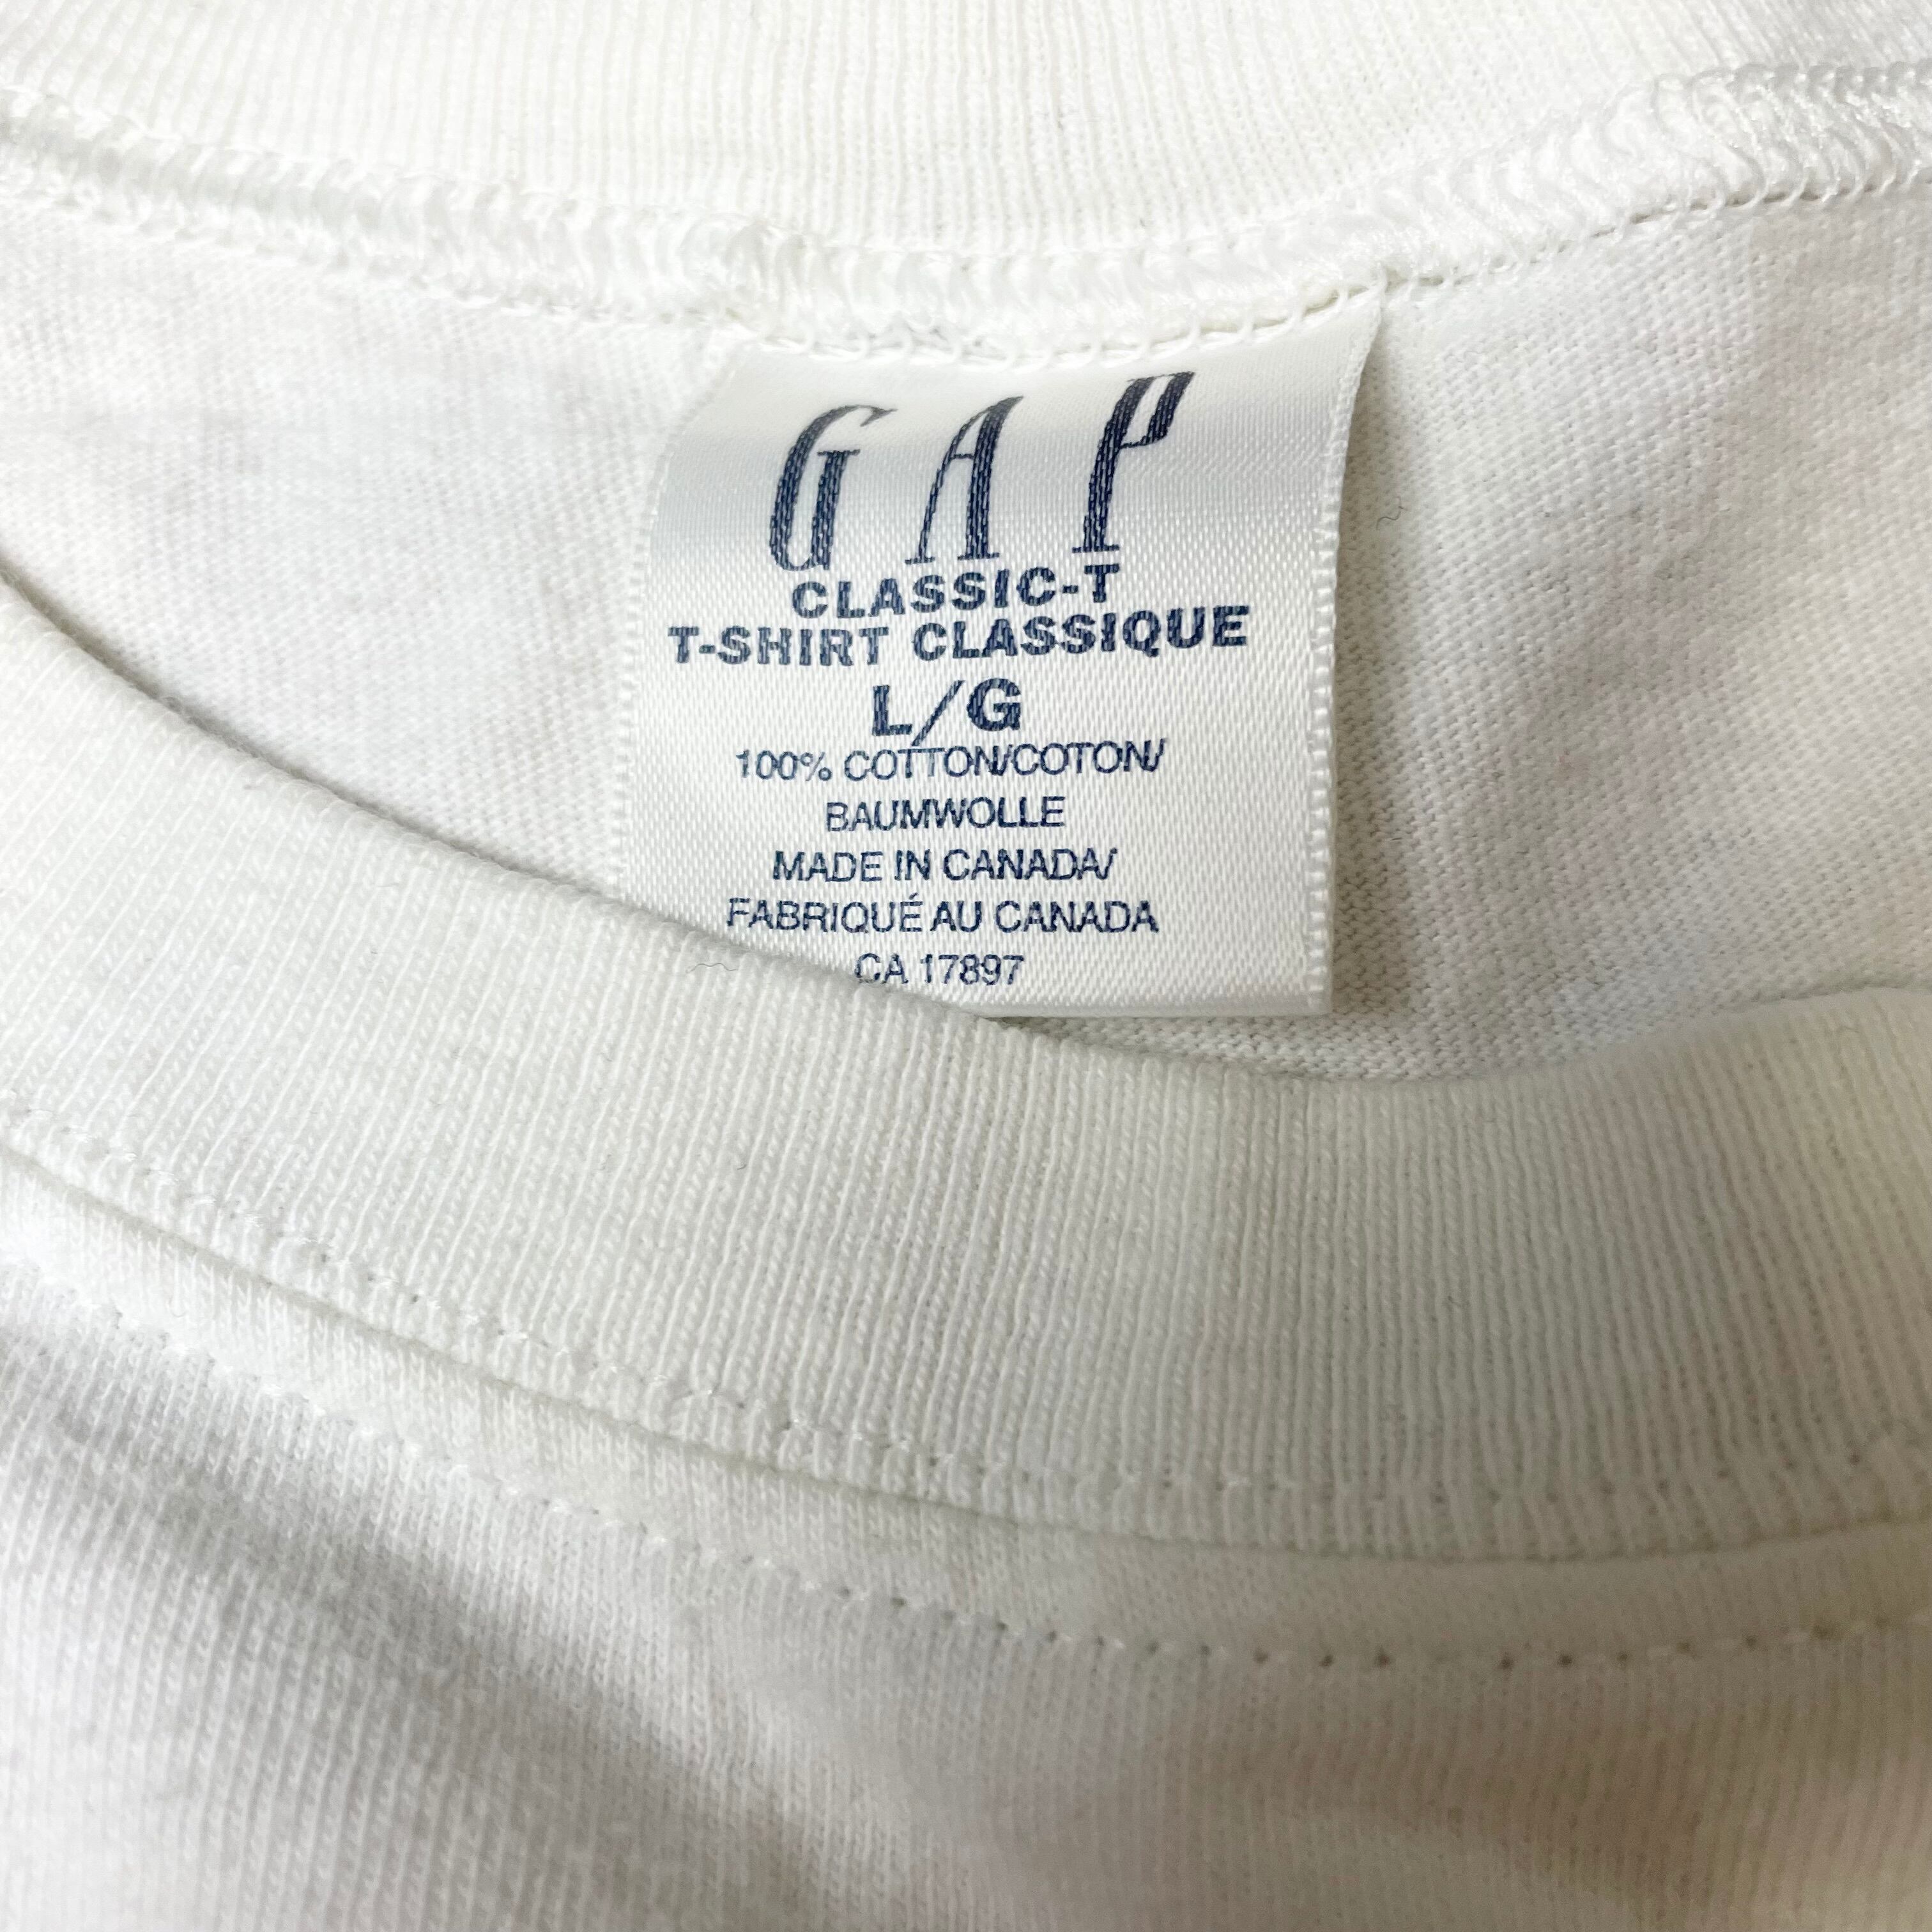 GAP
CLASSIC-T
T-SHIRT CLASSIQUE
L/G
100% COTTON/COTON/
BAUMWOLLE
MADE IN CANADA/
FABRIQUÉ AU CANADA
CA 17897